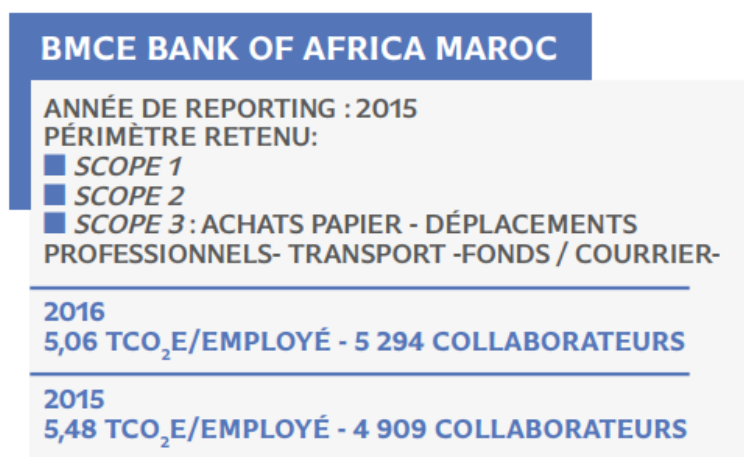 BMCE BANK OF AFRICA MAROC
ANNÉE DE REPORTING : 2015
PÉRIMÈTRE RETENU:
SCOPE 1
SCOPE 2
SCOPE 3 : ACHATS PAPIER - DÉPLACEMENTS
PROFESSIONNELS- TRANSPORT -FONDS / COURRIER-
2016
5,06 TCO₂E/EMPLOYÉ - 5 294 COLLABORATEURS
2015
5,48 TCO₂E/EMPLOYÉ - 4 909 COLLABORATEURS